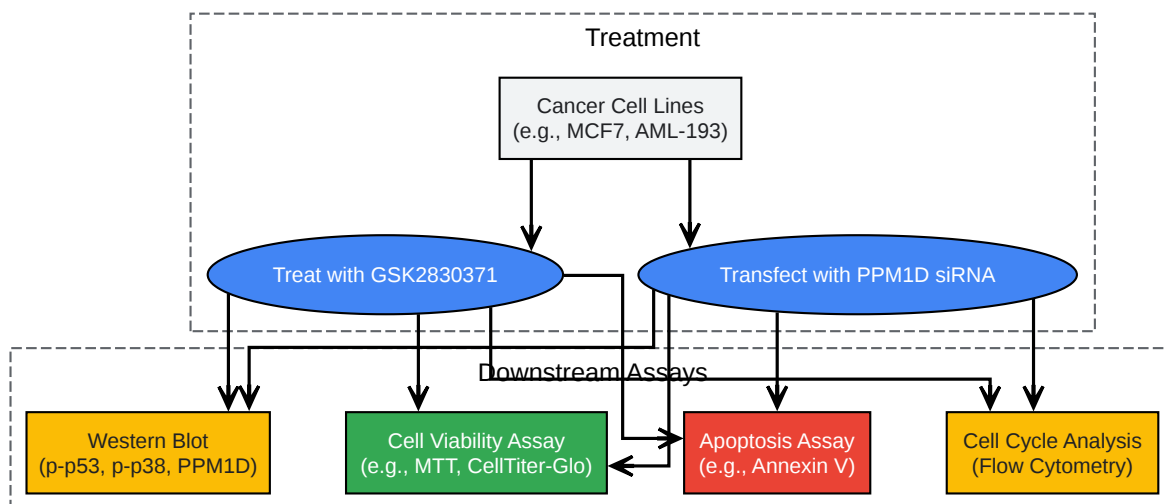 Treatment
Cancer Cell Lines
(e.g., MCF7, AML-193)
Treat with GSK2830371
Transfect with PPM1D siRNA
Downstream Assays
Western Blot
(p-p53, p-p38, PPM1D)
Cell Viability Assay
(e.g., MTT, CellTiter-Glo)
Apoptosis Assay
(e.g., Annexin V)
Cell Cycle Analysis
(Flow Cytometry)